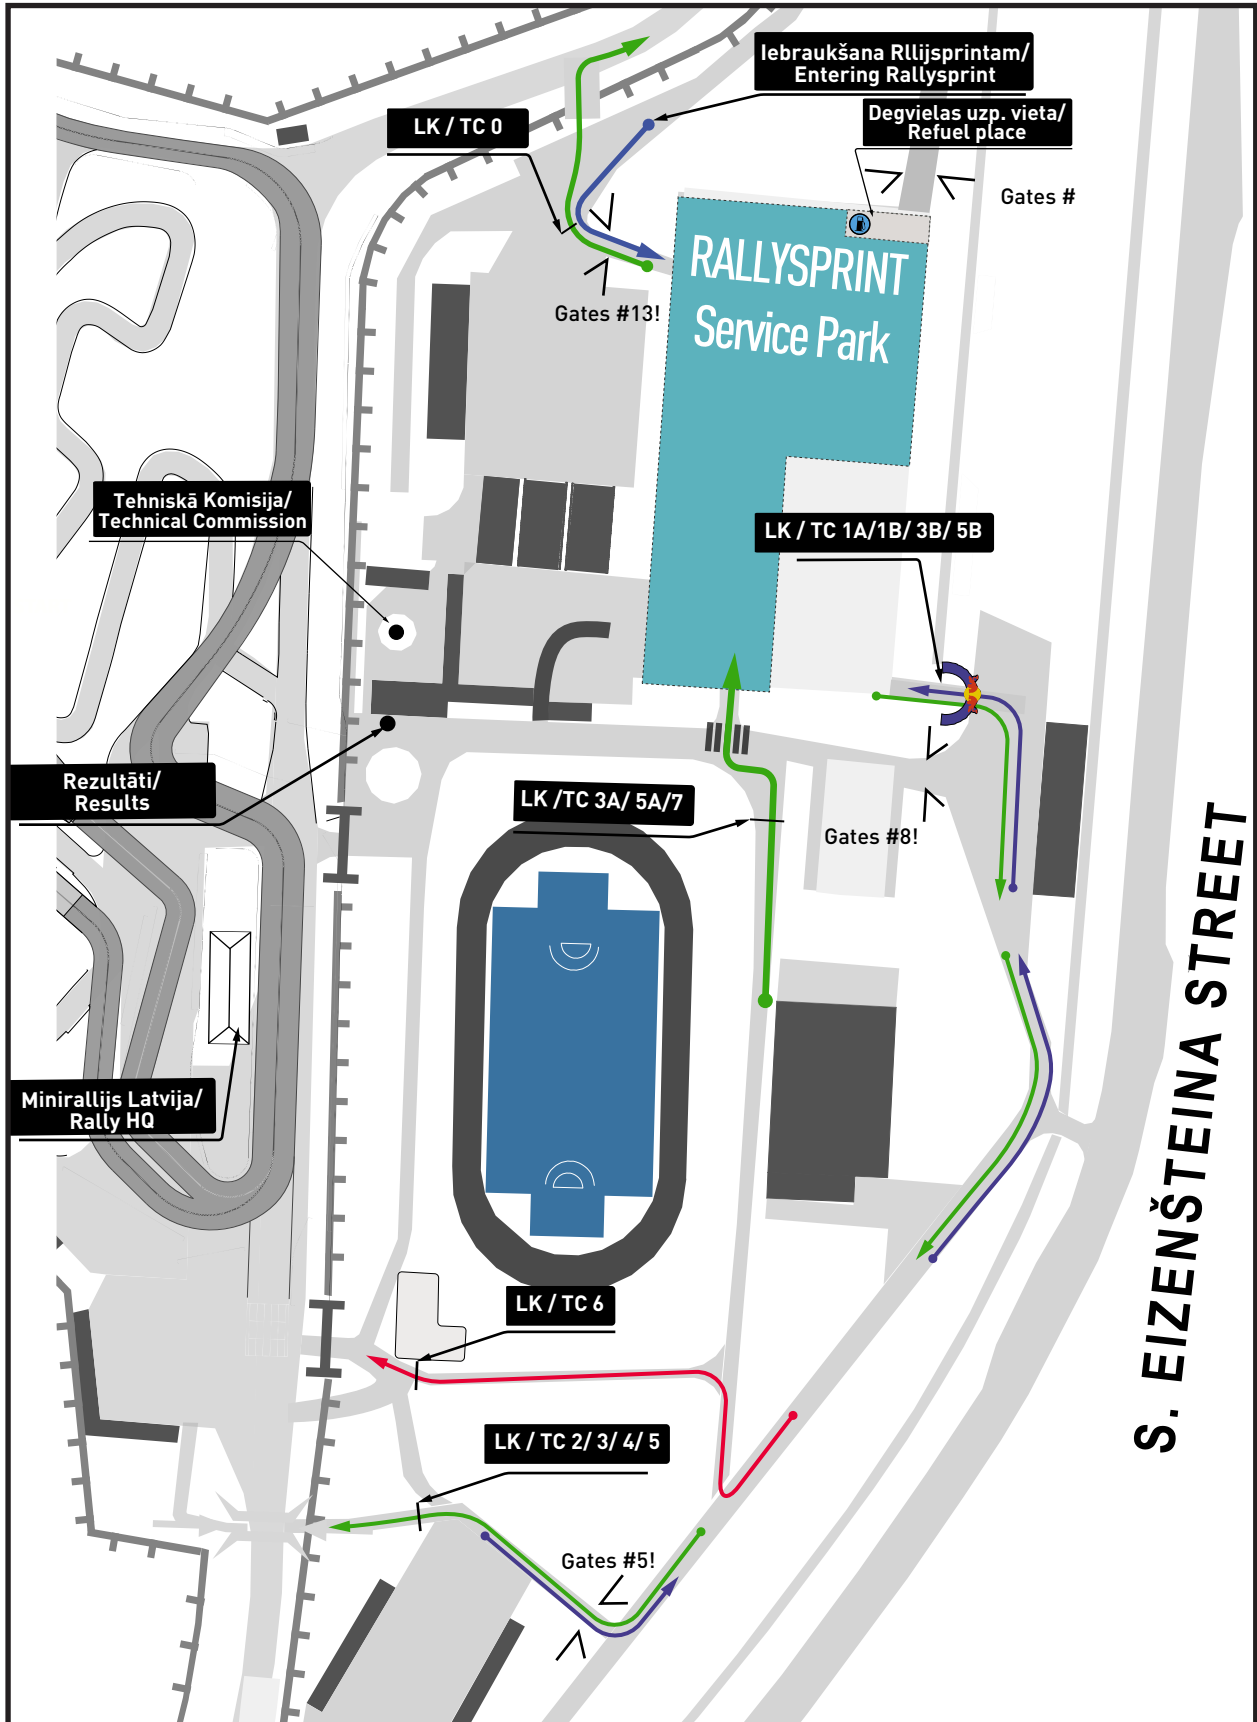 Iebraukšana Rllijsprintam/
Entering Rallysprint
LK / TC 0
Degvielas uzp. vieta/
Refuel place
Gates #
RALLYSPRINT
Service Park
Gates #13!
Tehniskā Komisija/
Technical Commission
LK / TC 1A/1B/ 3B/ 5B
Rezultāti/
Results
LK /TC 3A/ 5A/7
Gates #8!
S. EIZENŠTEINA STREET
Minirallijs Latvija/
Rally HQ
LK / TC 6
LK / TC 2/ 3/ 4/ 5
Gates #5!